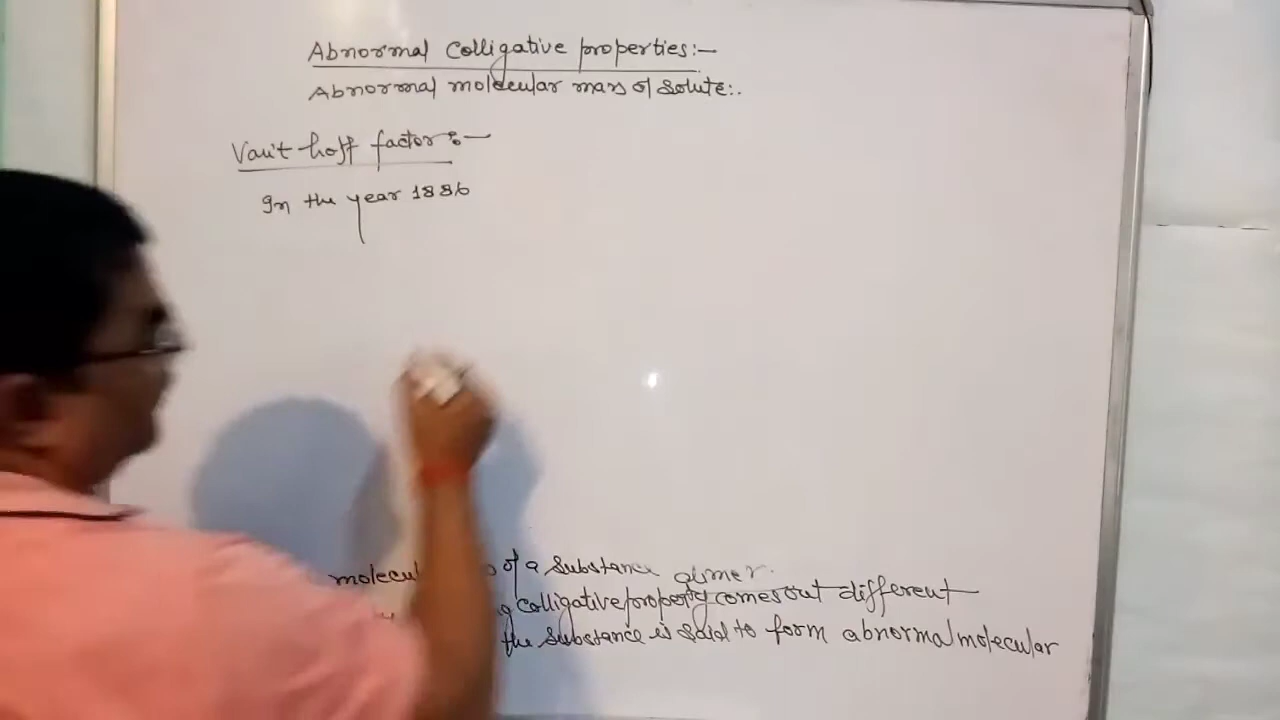 Abnormal Colligative properties:-
Abnormal molecular mass of Solute:.
Van't hoff factor :-
In the year 1886
molecul of a substance
colligative property comes out different
the substance is said to form abnormal molecular